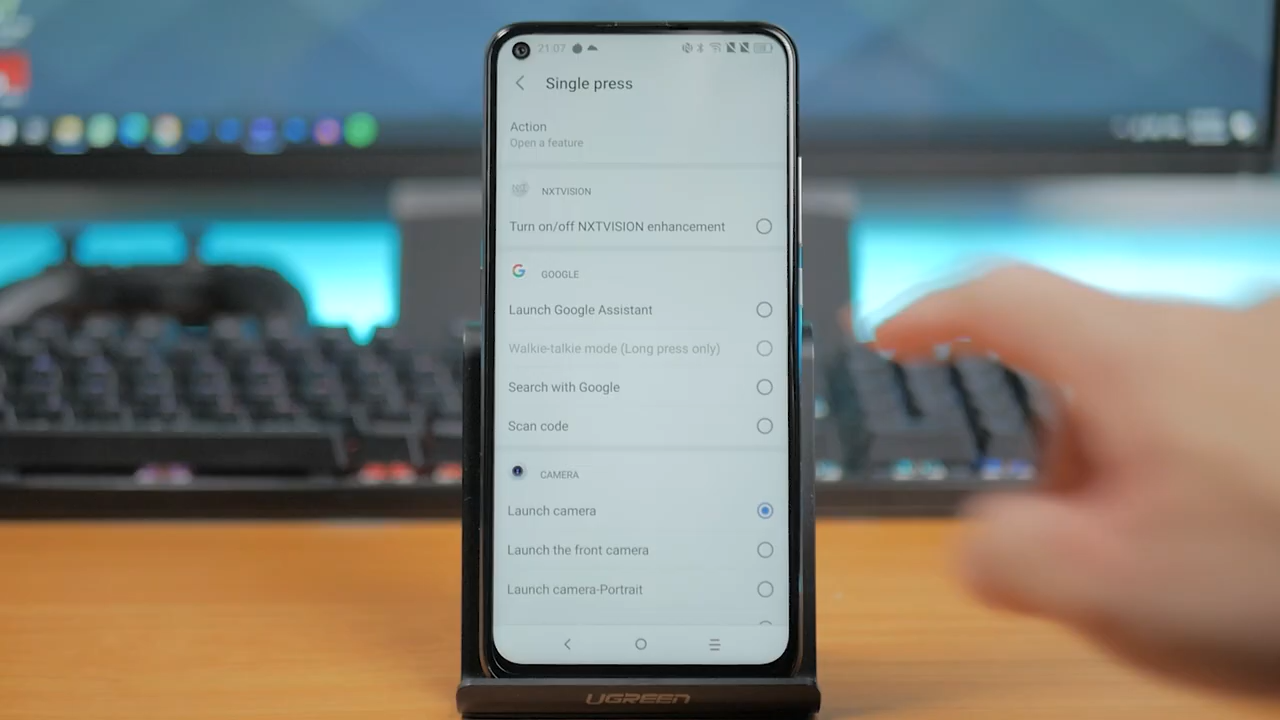 21:07
Single press
Action
Open a feature
NXTVISION
Turn on/off NXTVISION enhancement
GOOGLE
Launch Google Assistant
Walkie-talkie mode (Long press only)
Search with Google
Scan code
CAMERA
Launch camera
Launch the front camera
Launch camera-Portrait
UGREEN